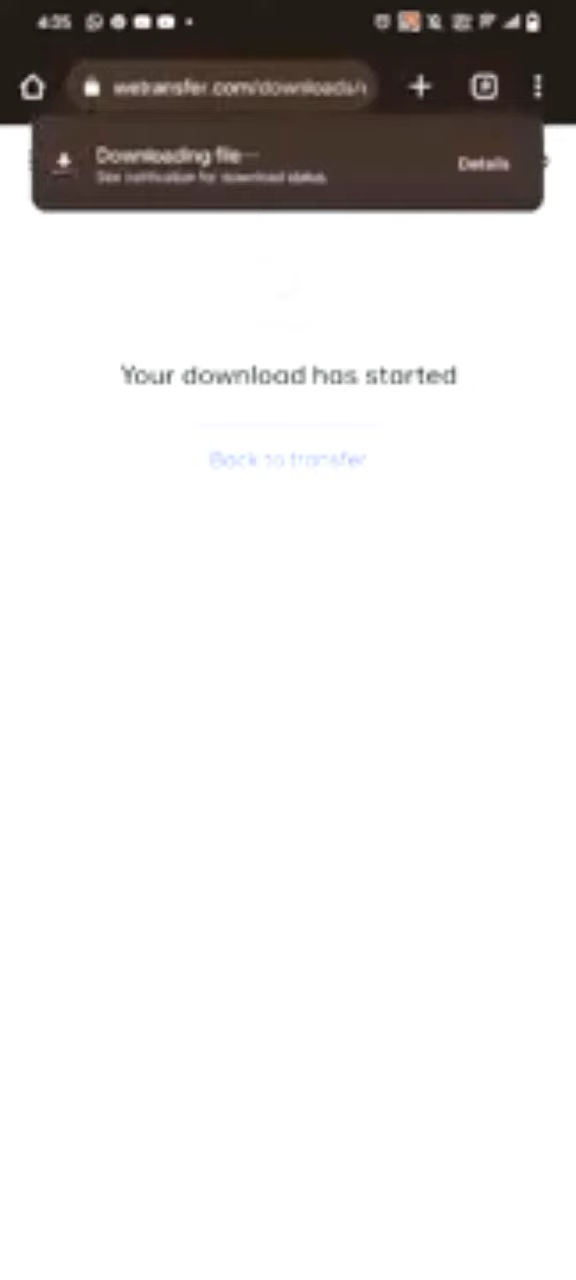 4:35
wetransfer.com/downloads/
Downloading file...
See notification for download status.
Details
Your download has started
Back to transfer